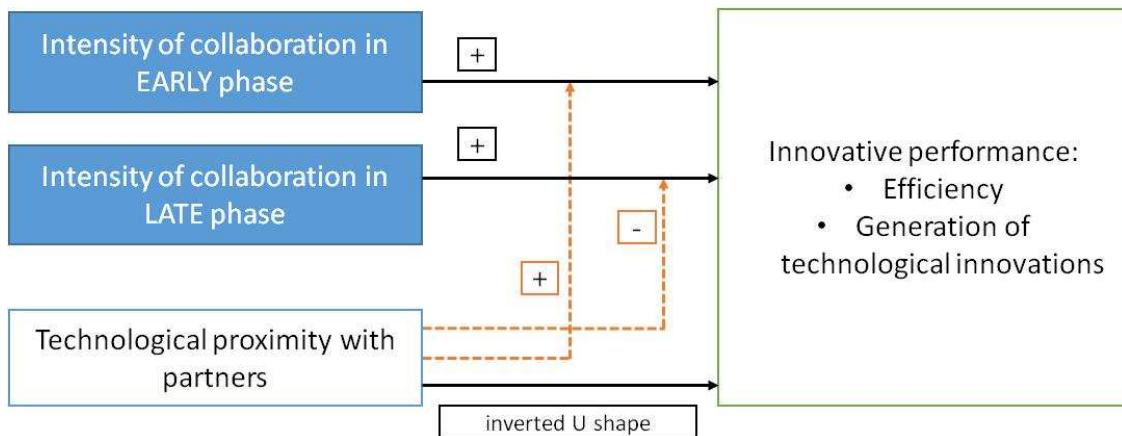 Intensity of collaboration in
EARLY phase
+
Intensity of collaboration in
LATE phase
+
Innovative performance:
• Efficiency
• Generation of
technological innovations
-
+
Technological proximity with
partners
inverted U shape